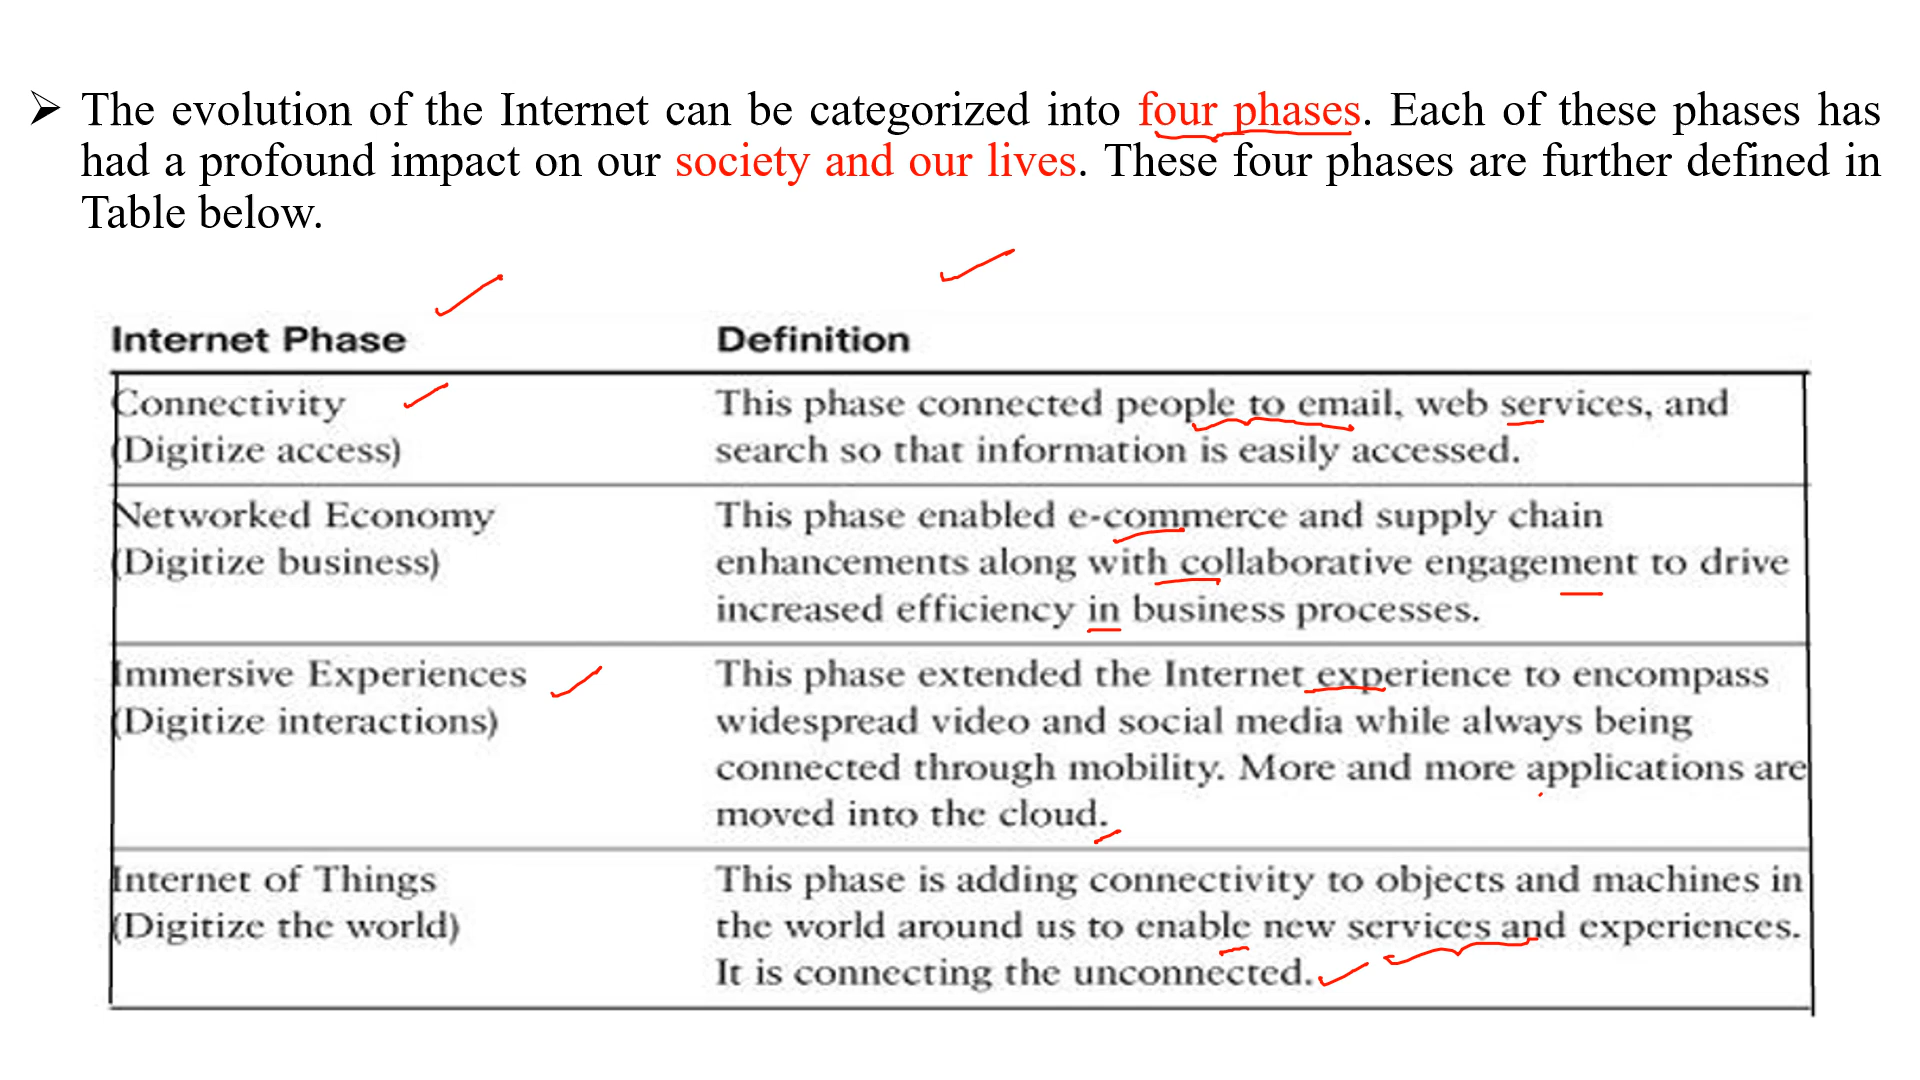 ➢ The evolution of the Internet can be categorized into four phases. Each of these phases has
had a profound impact on our society and our lives. These four phases are further defined in
Table below.
Internet Phase Definition
Connectivity This phase connected people to email, web services, and
(Digitize access) search so that information is easily accessed.
Networked Economy This phase enabled e-commerce and supply chain
(Digitize business) enhancements along with collaborative engagement to drive
increased efficiency in business processes.
Immersive Experiences This phase extended the Internet experience to encompass
(Digitize interactions) widespread video and social media while always being
connected through mobility. More and more applications are
moved into the cloud.
Internet of Things This phase is adding connectivity to objects and machines in
(Digitize the world) the world around us to enable new services and experiences.
It is connecting the unconnected.